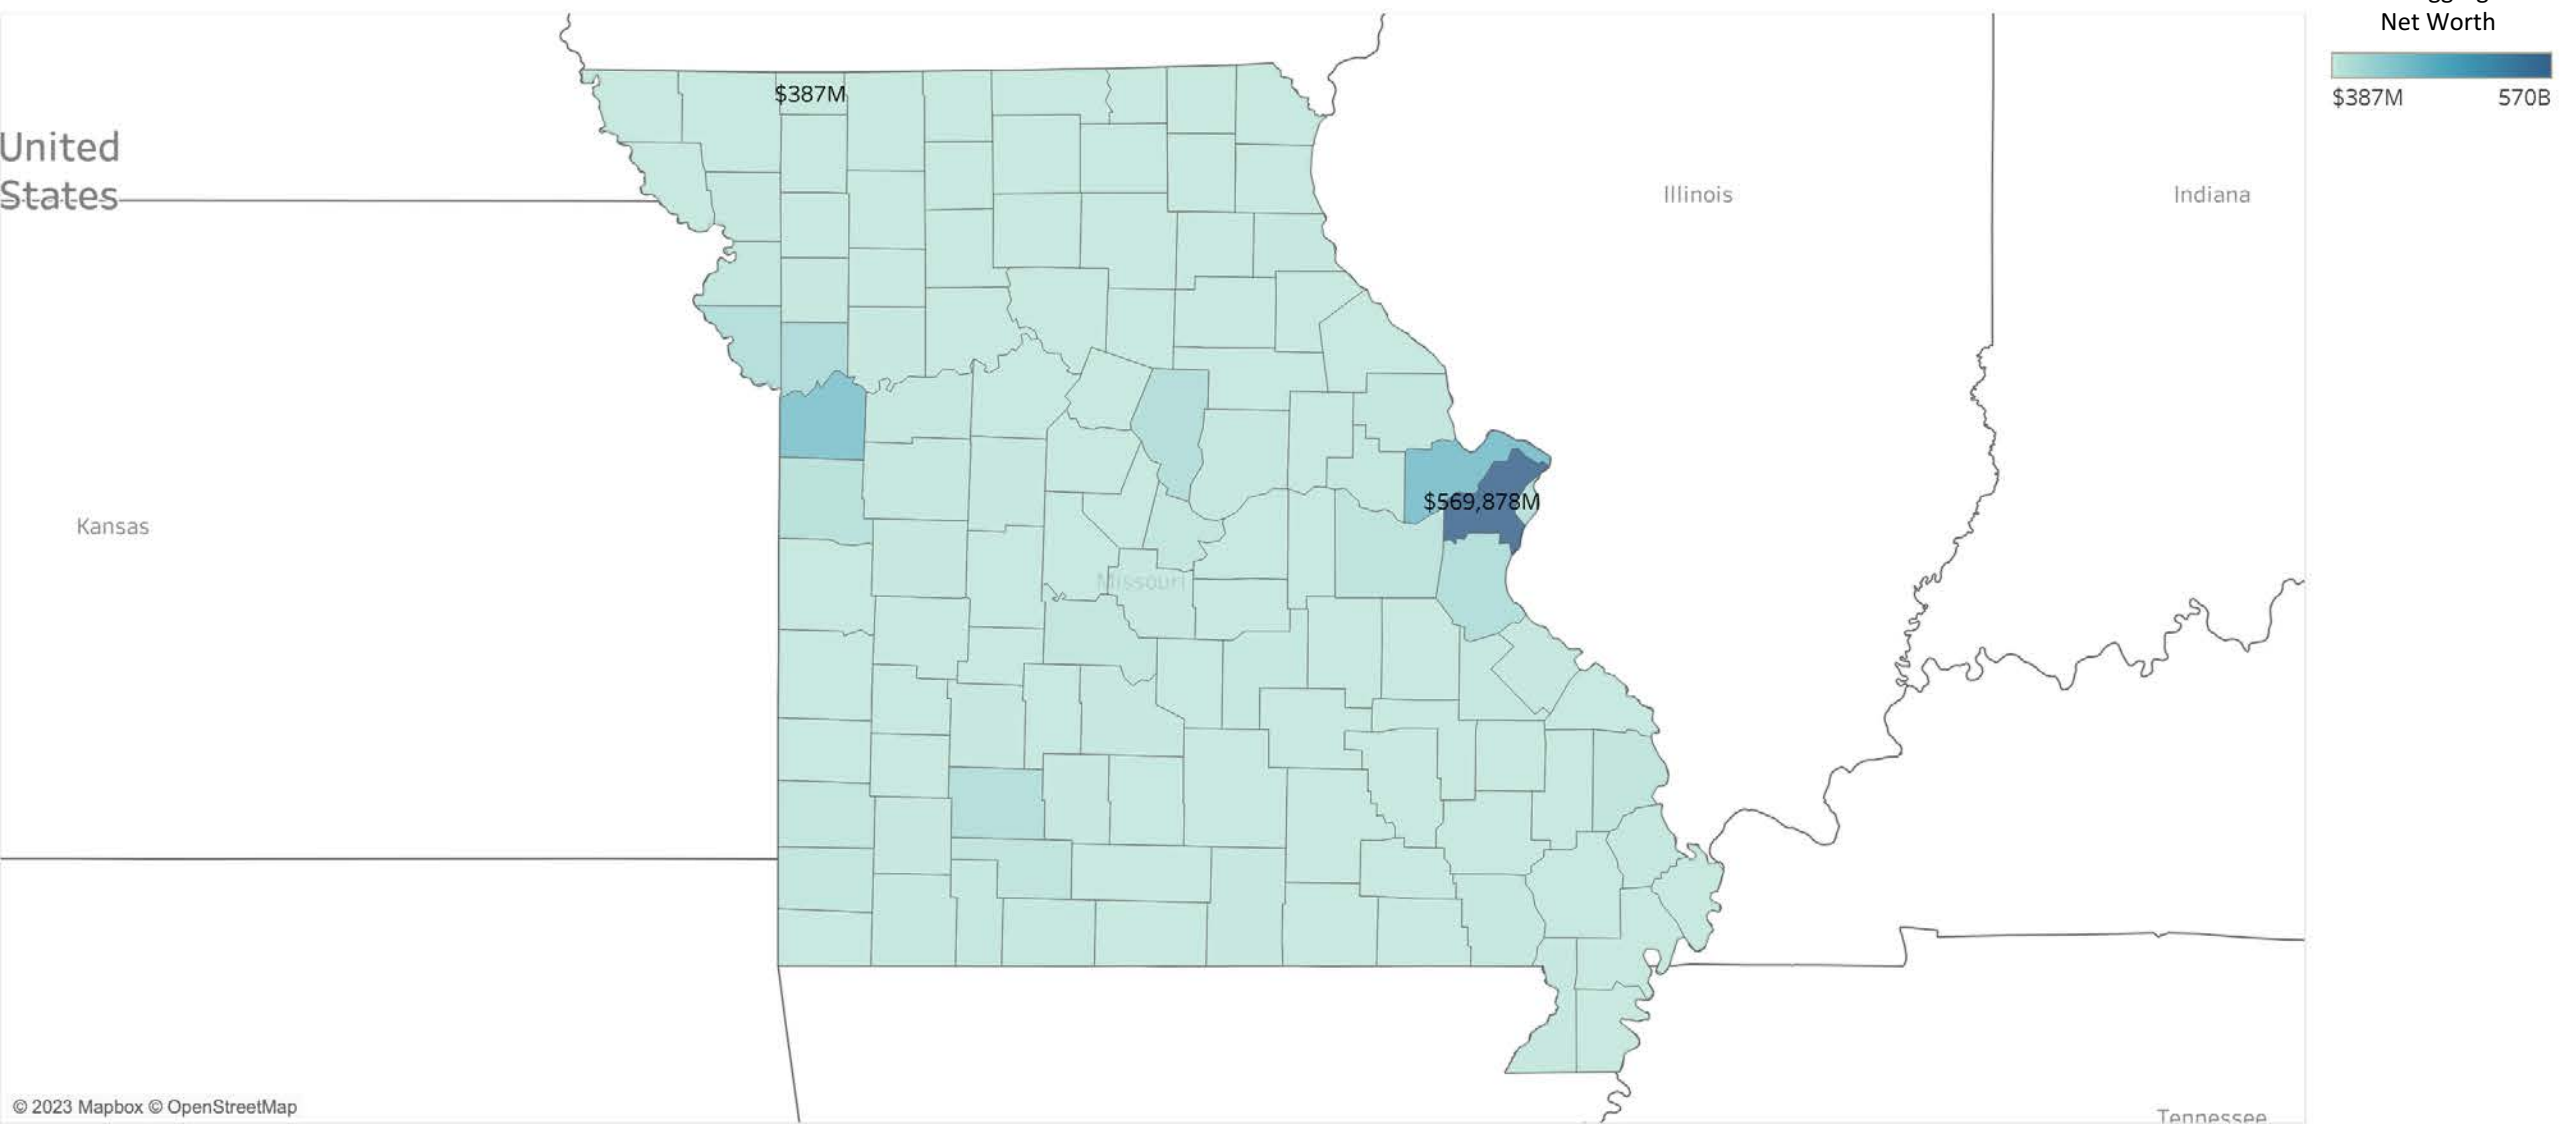 Net Worth
$387M 570B
$387M
United
States
Illinois
Indiana
$569,878M
Kansas
Missouri
© 2023 Mapbox © OpenStreetMap
Tennessee